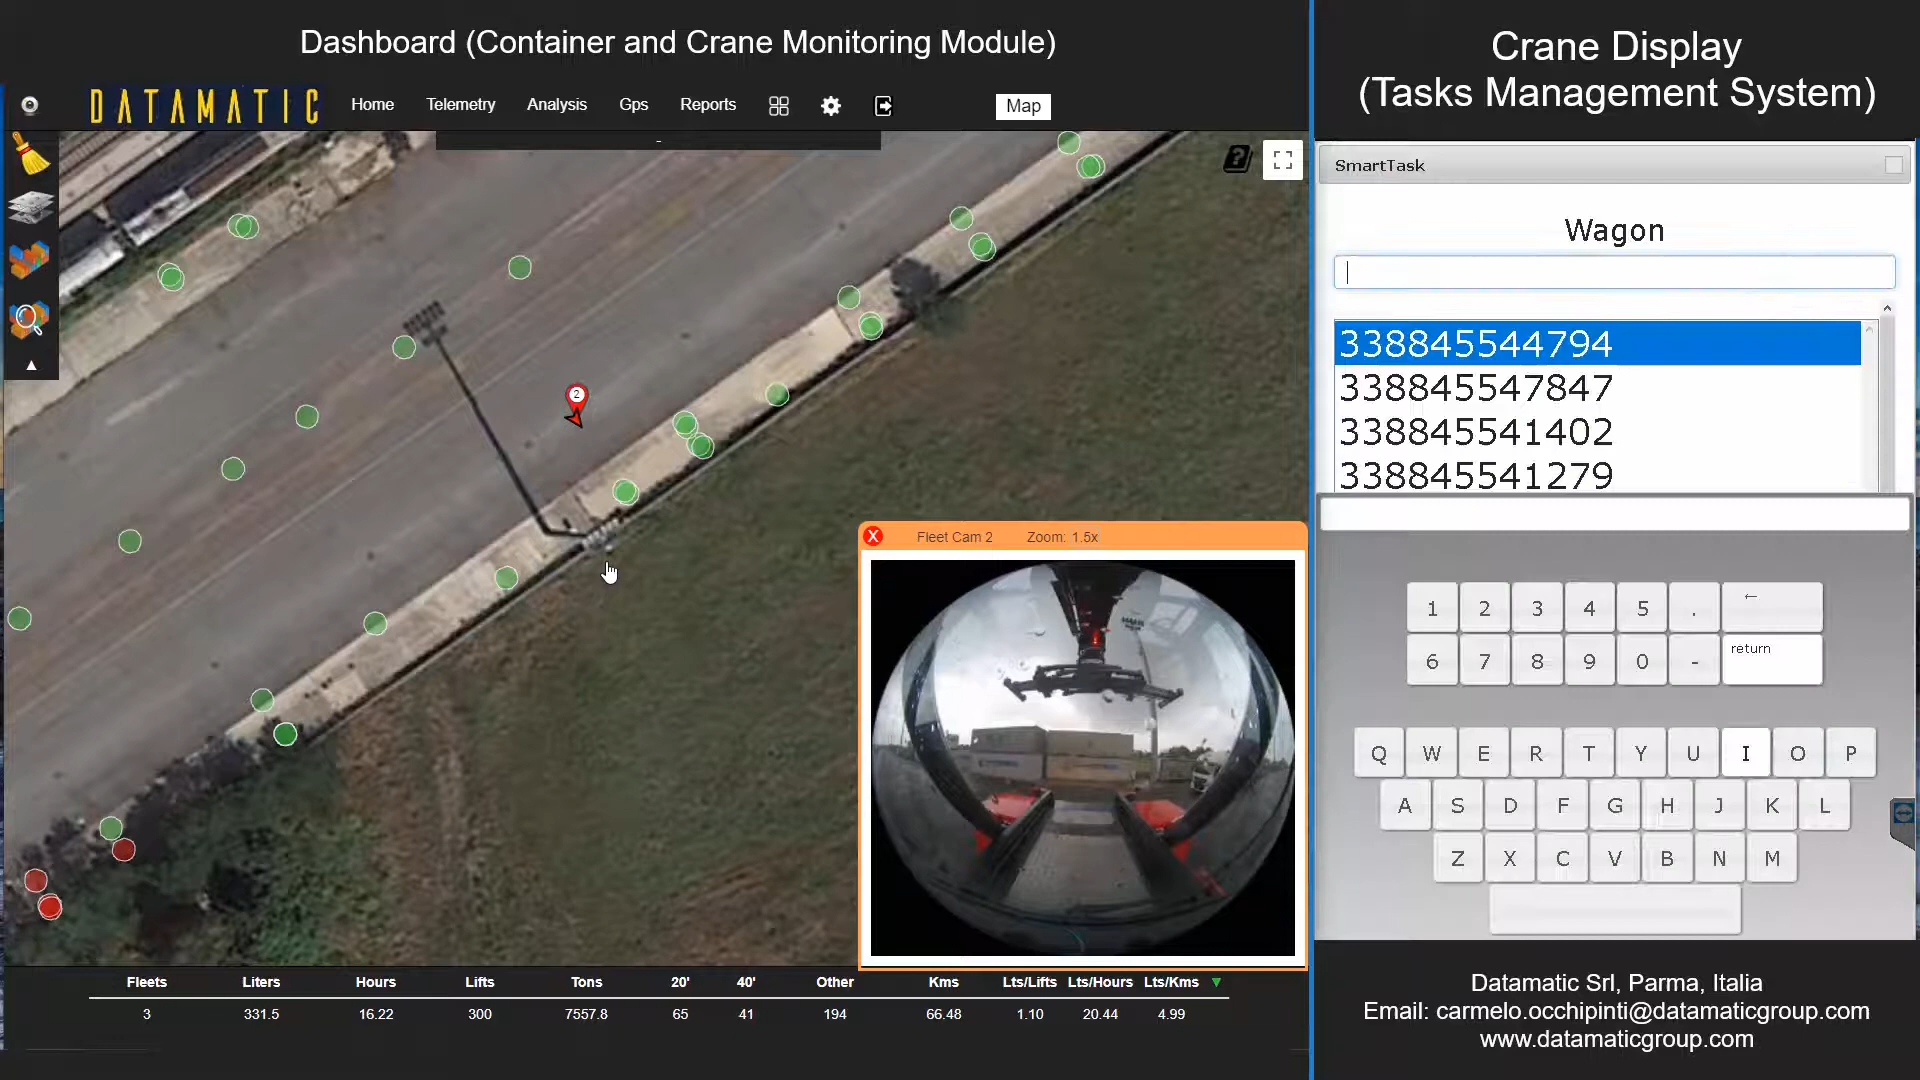 Dashboard (Container and Crane Monitoring Module)
DATAMATIC
Home Telemetry Analysis Gps Reports
Map
-
?
2
X Fleet Cam 2 Zoom: 1.5x
Fleets Liters Hours Lifts Tons 20' 40' Other Kms Lts/Lifts Lts/Hours Lts/Kms
3 331.5 16.22 300 7557.8 65 41 194 66.48 1.10 20.44 4.99
Crane Display
(Tasks Management System)
SmartTask
Wagon
338845544794
338845547847
338845541402
338845541279
1 2 3 4 5 . ←
6 7 8 9 0 - return
Q W E R T Y U I O P
A S D F G H J K L
Z X C V B N M
Datamatic Srl, Parma, Italia
Email: carmelo.occhipinti@datamaticgroup.com
www.datamaticgroup.com